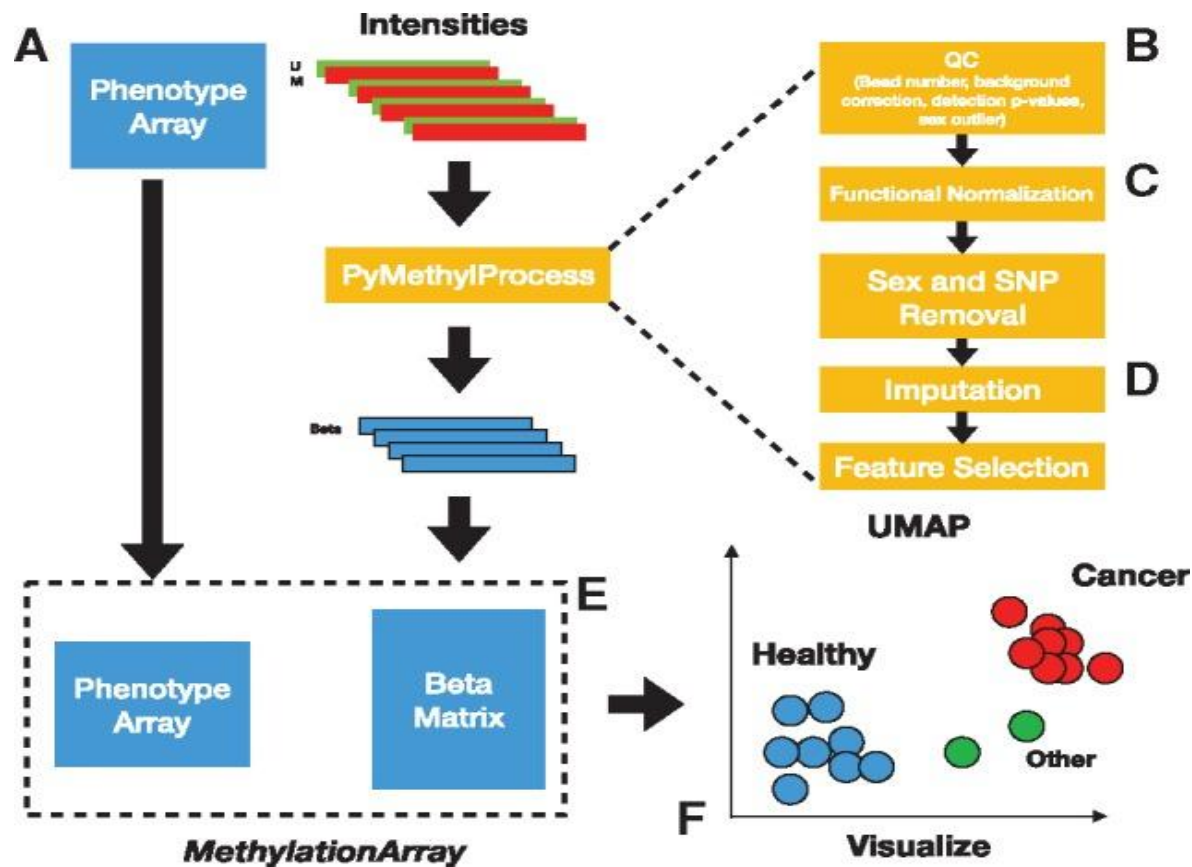 A
Intensities
B
Phenotype
Array
U
M
QC
(Bead number, background
correction, detection p-values,
sex outlier)
C
Functional Normalization
PyMethylProcess
Sex and SNP
Removal
D
Imputation
Beta
Feature Selection
UMAP
E
Cancer
Phenotype
Array
Beta
Matrix
Healthy
Other
F
MethylationArray
Visualize